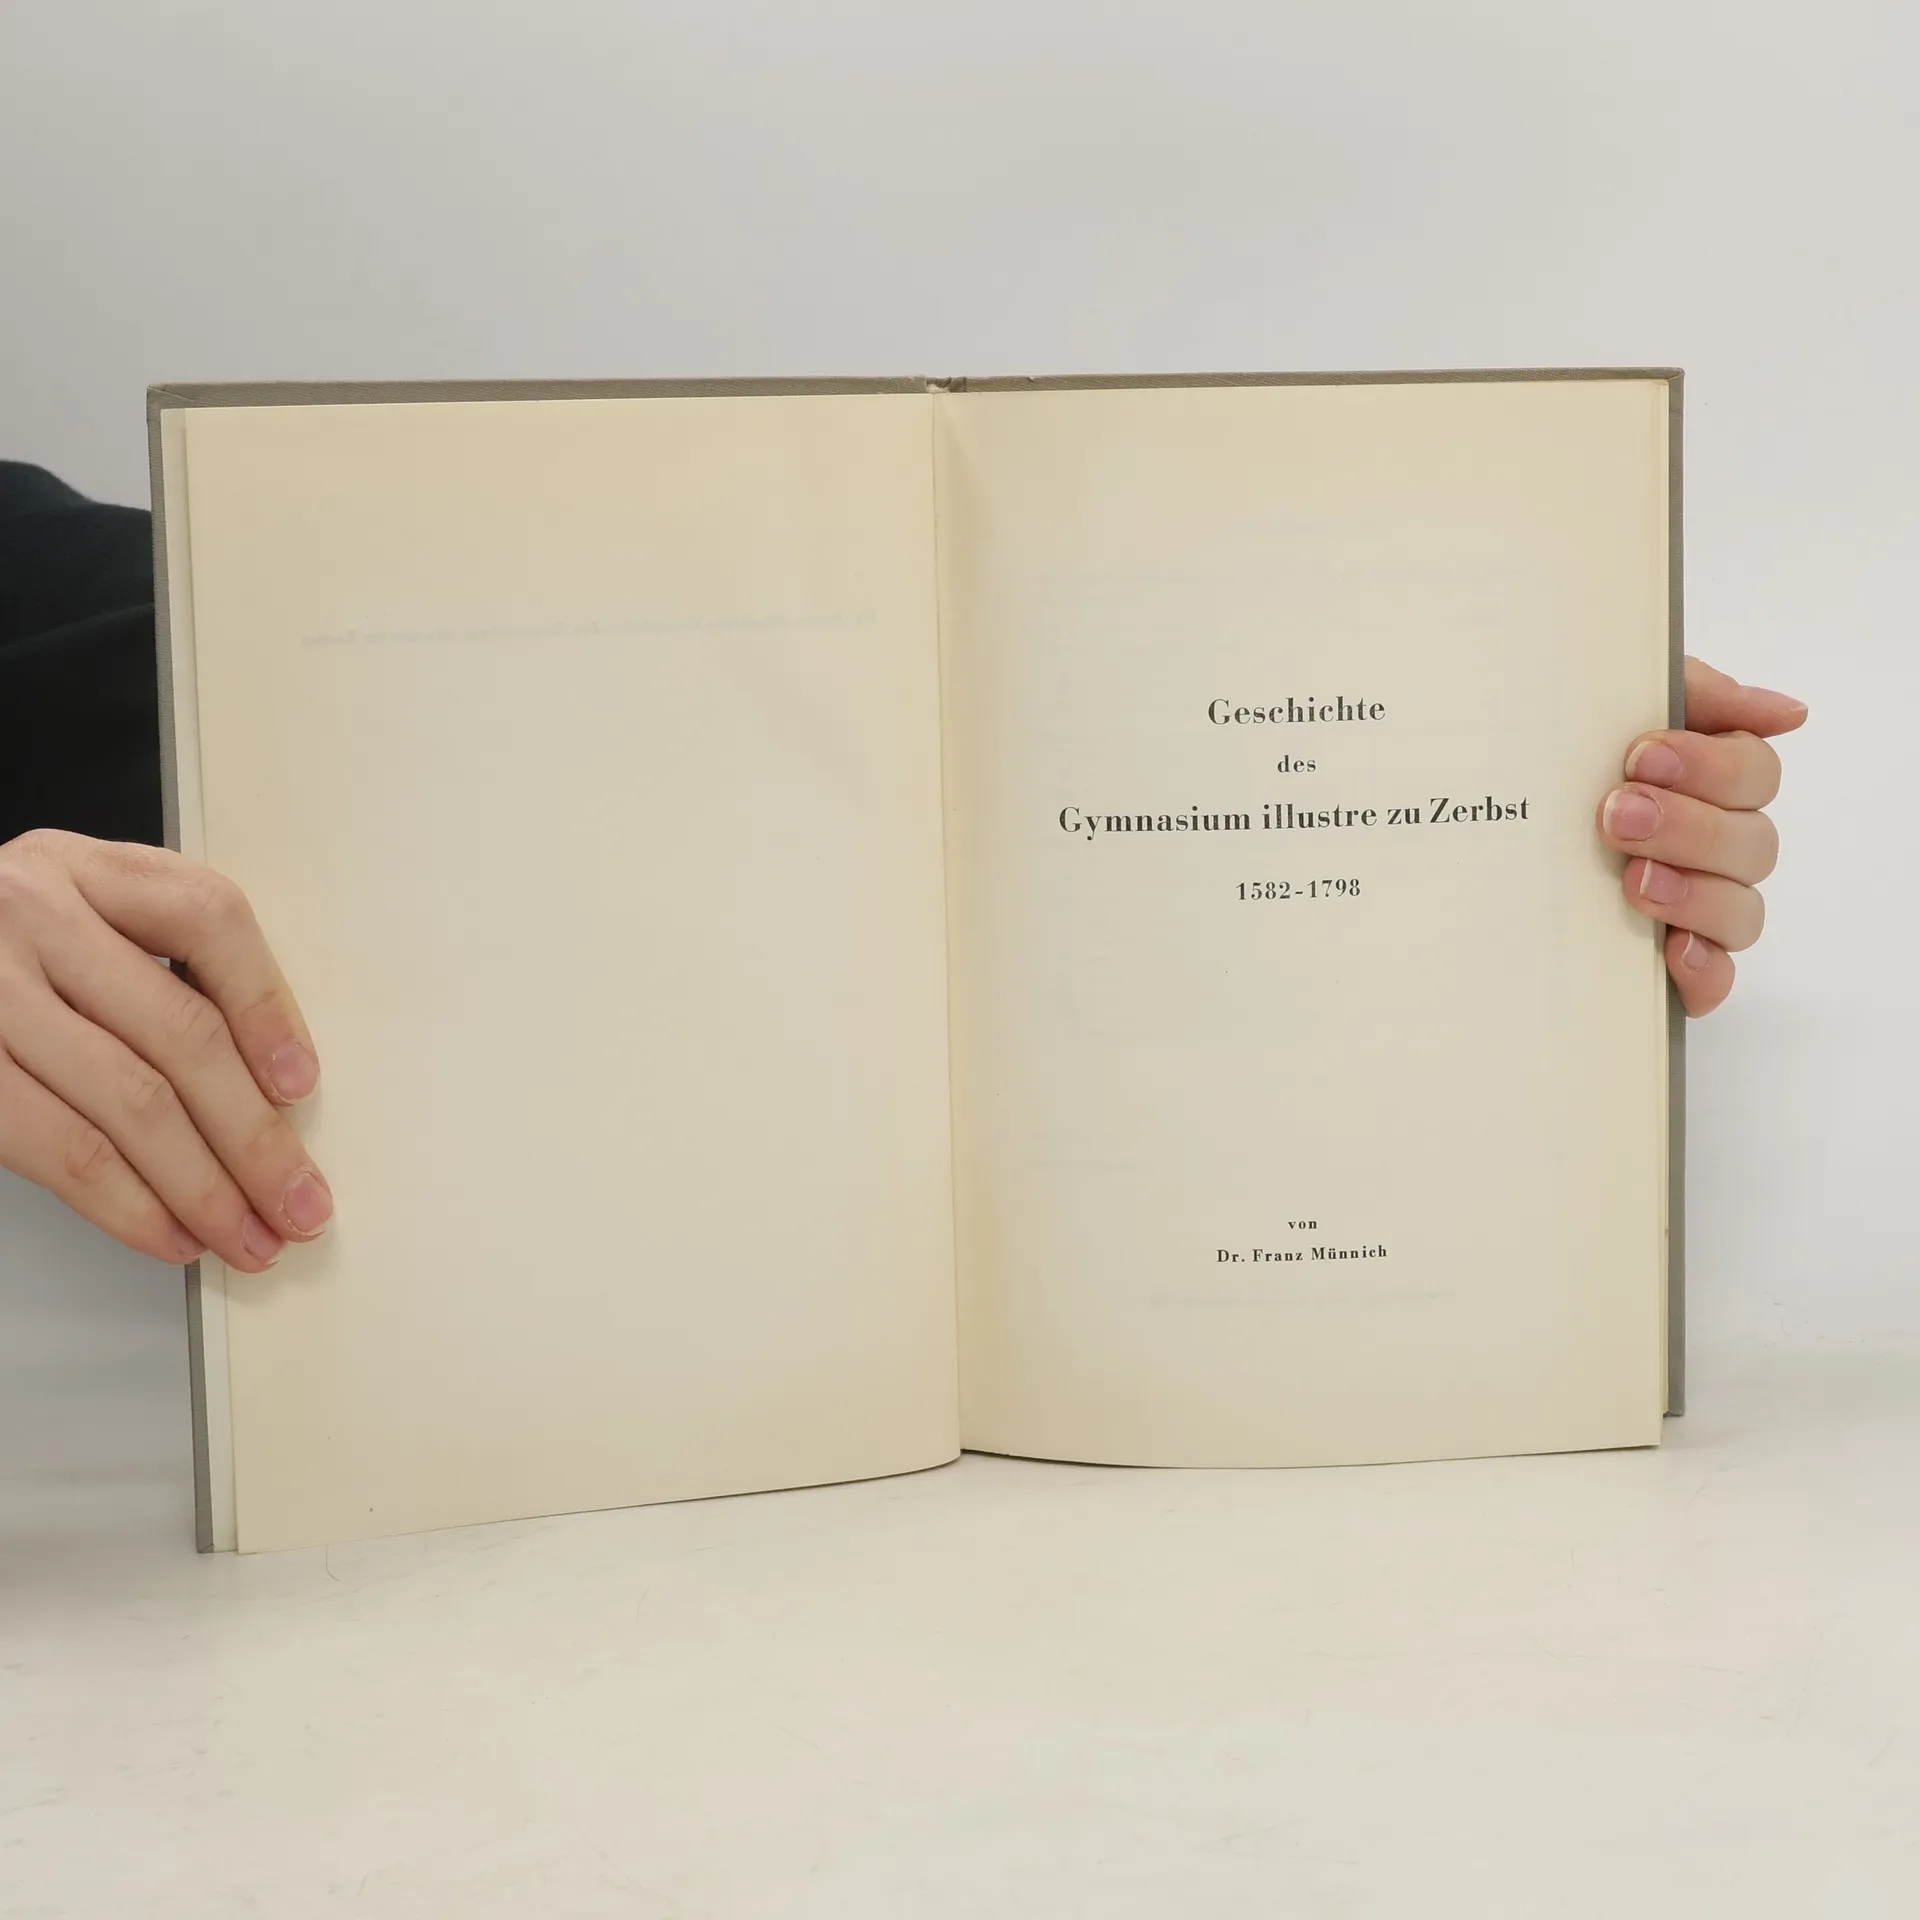 Geschichte
des
Gymnasium illustre zu Zerbst
1582-1798
von
Dr. Franz Münnich